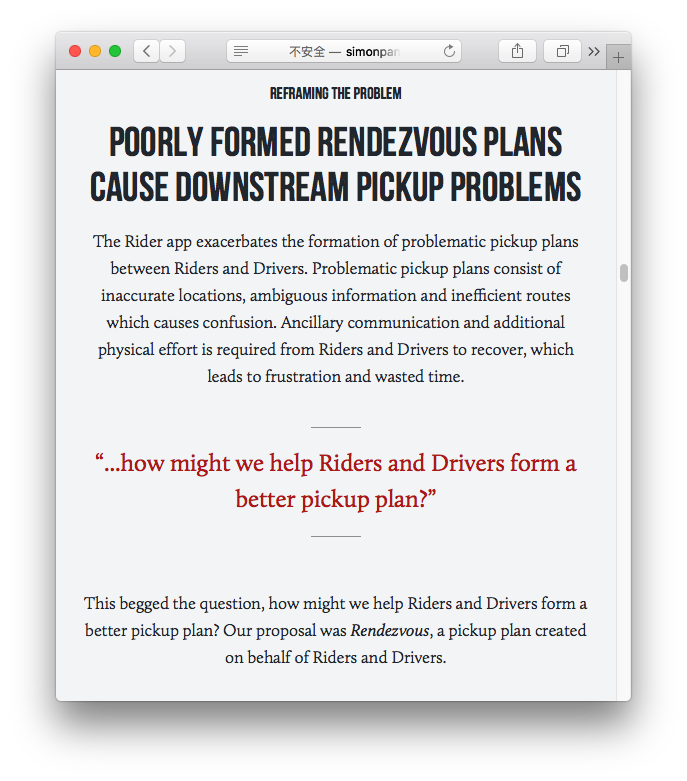 不安全 — simonpan
REFRAMING THE PROBLEM
POORLY FORMED RENDEZVOUS PLANS
CAUSE DOWNSTREAM PICKUP PROBLEMS
The Rider app exacerbates the formation of problematic pickup plans
between Riders and Drivers. Problematic pickup plans consist of
inaccurate locations, ambiguous information and inefficient routes
which causes confusion. Ancillary communication and additional
physical effort is required from Riders and Drivers to recover, which
leads to frustration and wasted time.
“...how might we help Riders and Drivers form a
better pickup plan?”
This begged the question, how might we help Riders and Drivers form a
better pickup plan? Our proposal was Rendezvous, a pickup plan created
on behalf of Riders and Drivers.